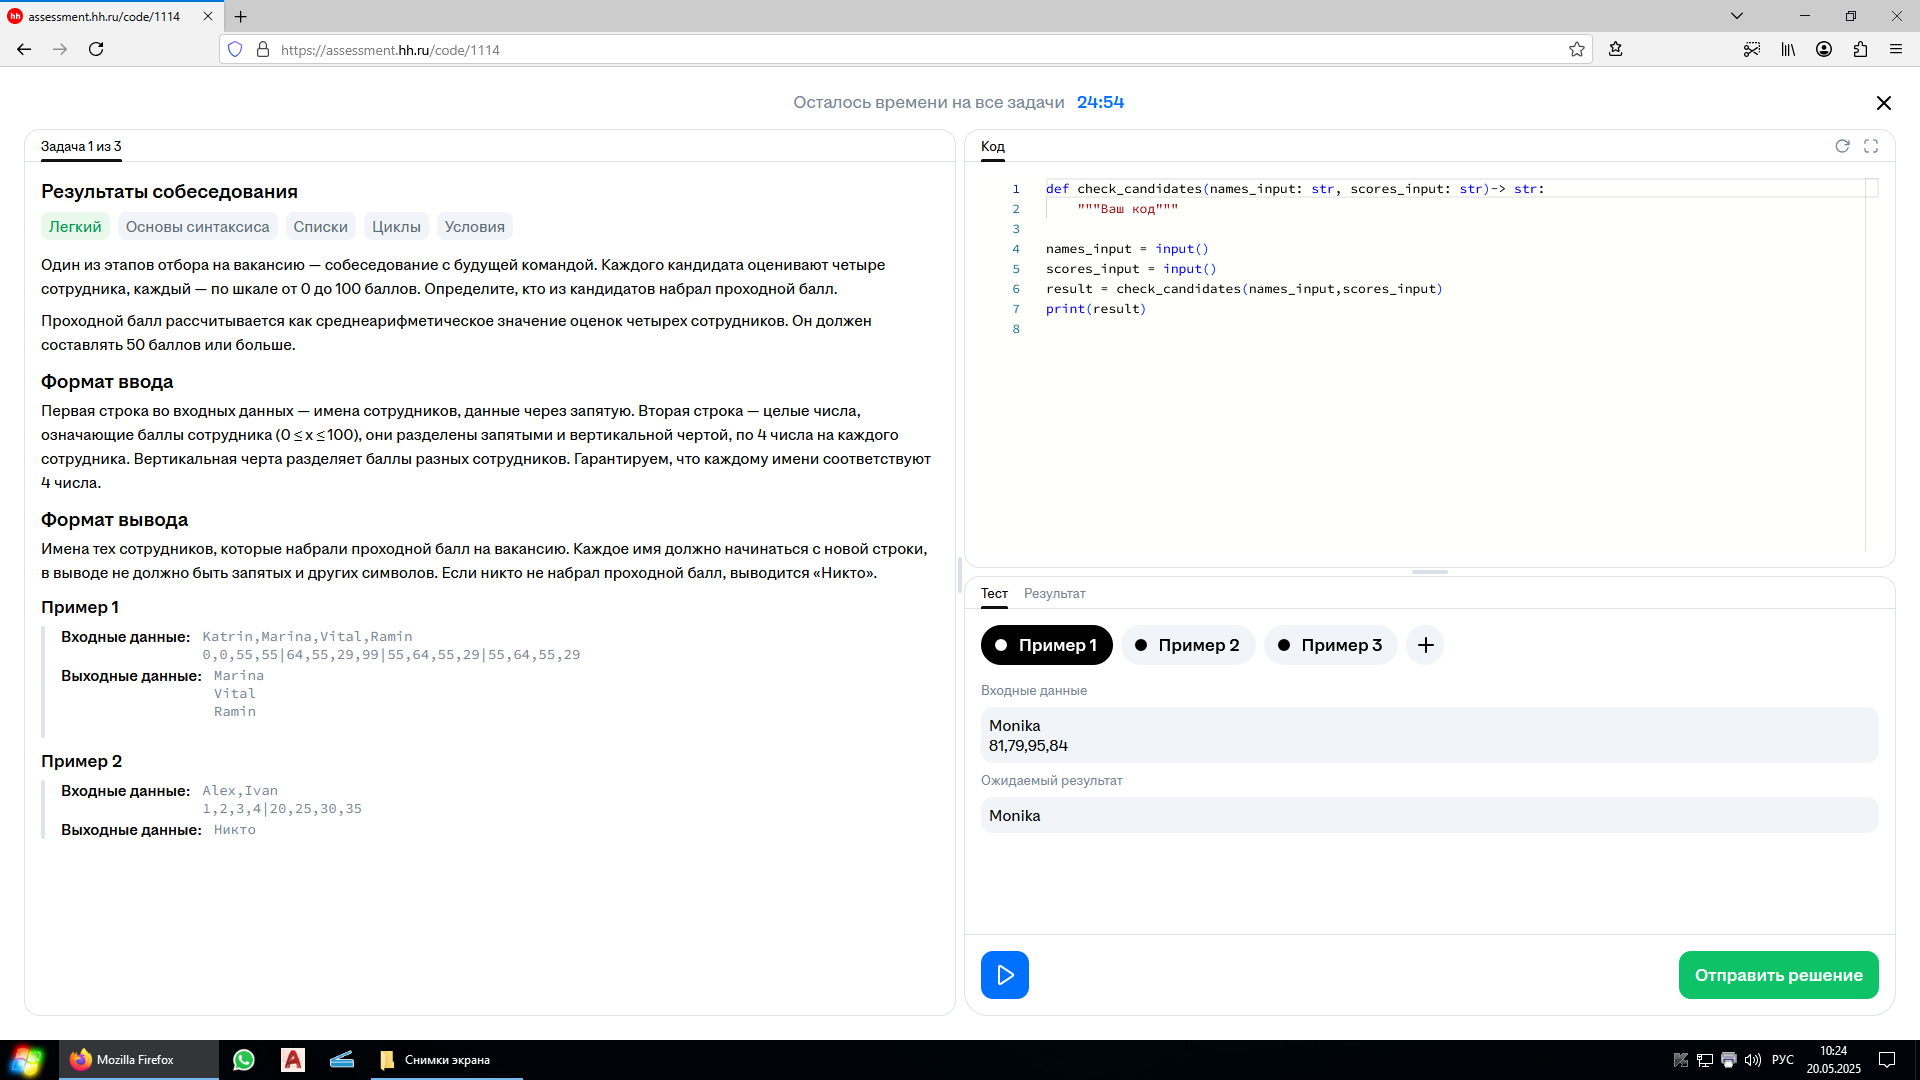 assessment.hh.ru/code/1114
https://assessment.hh.ru/code/1114
Осталось времени на все задачи 24:54
Задача 1 из 3
Результаты собеседования
Легкий Основы синтаксиса Списки Циклы Условия
Один из этапов отбора на вакансию — собеседование с будущей командой. Каждого кандидата оценивают четыре
сотрудника, каждый — по шкале от 0 до 100 баллов. Определите, кто из кандидатов набрал проходной балл.
Проходной балл рассчитывается как среднеарифметическое значение оценок четырех сотрудников. Он должен
составлять 50 баллов или больше.
Формат ввода
Первая строка во входных данных — имена сотрудников, данные через запятую. Вторая строка — целые числа,
означающие баллы сотрудника (0 ≤ x ≤ 100), они разделены запятыми и вертикальной чертой, по 4 числа на каждого
сотрудника. Вертикальная черта разделяет баллы разных сотрудников. Гарантируем, что каждому имени соответствуют
4 числа.
Формат вывода
Имена тех сотрудников, которые набрали проходной балл на вакансию. Каждое имя должно начинаться с новой строки,
в выводе не должно быть запятых и других символов. Если никто не набрал проходной балл, выводится «Никто».
Пример 1
Входные данные: Katrin,Marina,Vital,Ramin
0,0,55,55|64,55,29,99|55,64,55,29|55,64,55,29
Выходные данные: Marina
Vital
Ramin
Пример 2
Входные данные: Alex,Ivan
1,2,3,4|20,25,30,35
Выходные данные: Никто
Код
1 def check_candidates(names_input: str, scores_input: str)-> str:
2 """Ваш код"""
3
4 names_input = input()
5 scores_input = input()
6 result = check_candidates(names_input,scores_input)
7 print(result)
8
Тест Результат
Пример 1 Пример 2 Пример 3
Входные данные
Monika
81,79,95,84
Ожидаемый результат
Monika
Отправить решение
Mozilla Firefox
Снимки экрана
РУС
10:24
20.05.2025